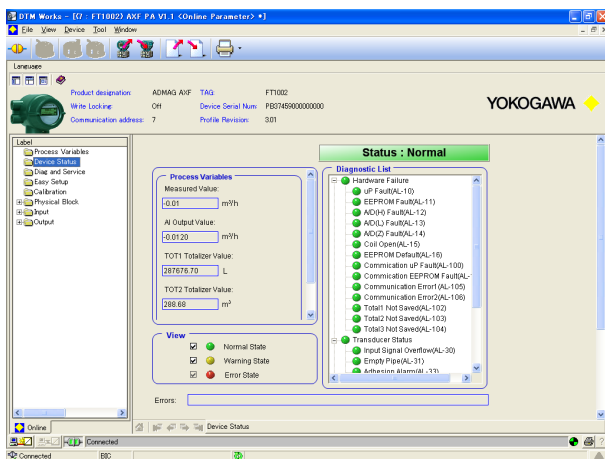 DTM Works - [(7 : FT1002) AXF PA V1.1 <Online Parameter> *]
File View Device Tool Window
Language
Product designation: ADMAG AXF TAG FT1002
Write Locking: Off Device Serial Num: PB37459000000000
Communication address: 7 Profile Revision: 3.01
YOKOGAWA
Label
Process Variables
Device Status
Diag and Service
Easy Setup
Calibration
Physical Block
Input
Output
Status : Normal
Process Variables
Measured Value:
-0.01 m³/h
AI Output Value:
-0.0120 m³/h
TOT1 Totalizer Value:
287676.70 L
TOT2 Totalizer Value:
288.68 m³
View
Normal State
Warning State
Error State
Diagnostic List
Hardware Failure
uP Fault(AL-10)
EEPROM Fault(AL-11)
A/D(H) Fault(AL-12)
A/D(L) Fault(AL-13)
A/D(Z) Fault(AL-14)
Coil Open(AL-15)
EEPROM Default(AL-16)
Commication uP Fault(AL-100)
Commication EEPROM Fault(AL-
Communication Error1(AL-105)
Communication Error2(AL-106)
Total1 Not Saved(AL-102)
Total2 Not Saved(AL-103)
Total3 Not Saved(AL-104)
Transducer Status
Input Signal Overflow(AL-30)
Empty Pipe(AL-31)
Adhesion Alarm(AL-33)
Errors:
Online
Device Status
Connected
Connected EIC